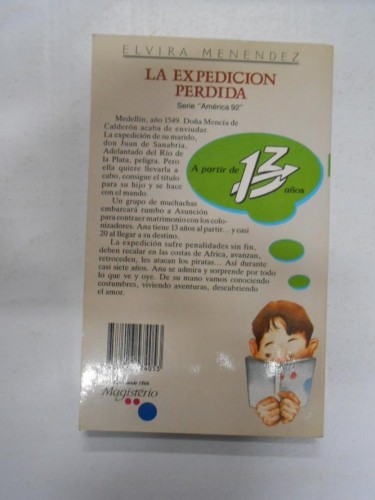 ELVIRA MENENDEZ
LA EXPEDICION
PERDIDA
Serie "América 92"
Medellín, año 1549. Doña Mencía de
Calderón acaba de enviudar.
La expedición de su marido,
don Juan de Sanabria,
Adelantado del Río de
la Plata, peligra. Pero
ella quiere llevarla a
cabo, consigue el título
para su hijo y se hace
con el mando.
Un grupo de muchachas
embarcará rumbo a Asunción
para contraer matrimonio con los colo-
nizadores. Ana tiene 13 años al partir... y casi
20 al llegar a su destino.
La expedición sufre penalidades sin fin,
deben recalar en las costas de Africa, avanzan,
retroceden, les atacan los piratas... Así durante
casi siete años. Ana se admira y sorprende por todo
lo que ve y oye. De su mano vamos conociendo
costumbres, viviendo aventuras, descubriendo
el amor.
A partir de
13
años
Magisterio